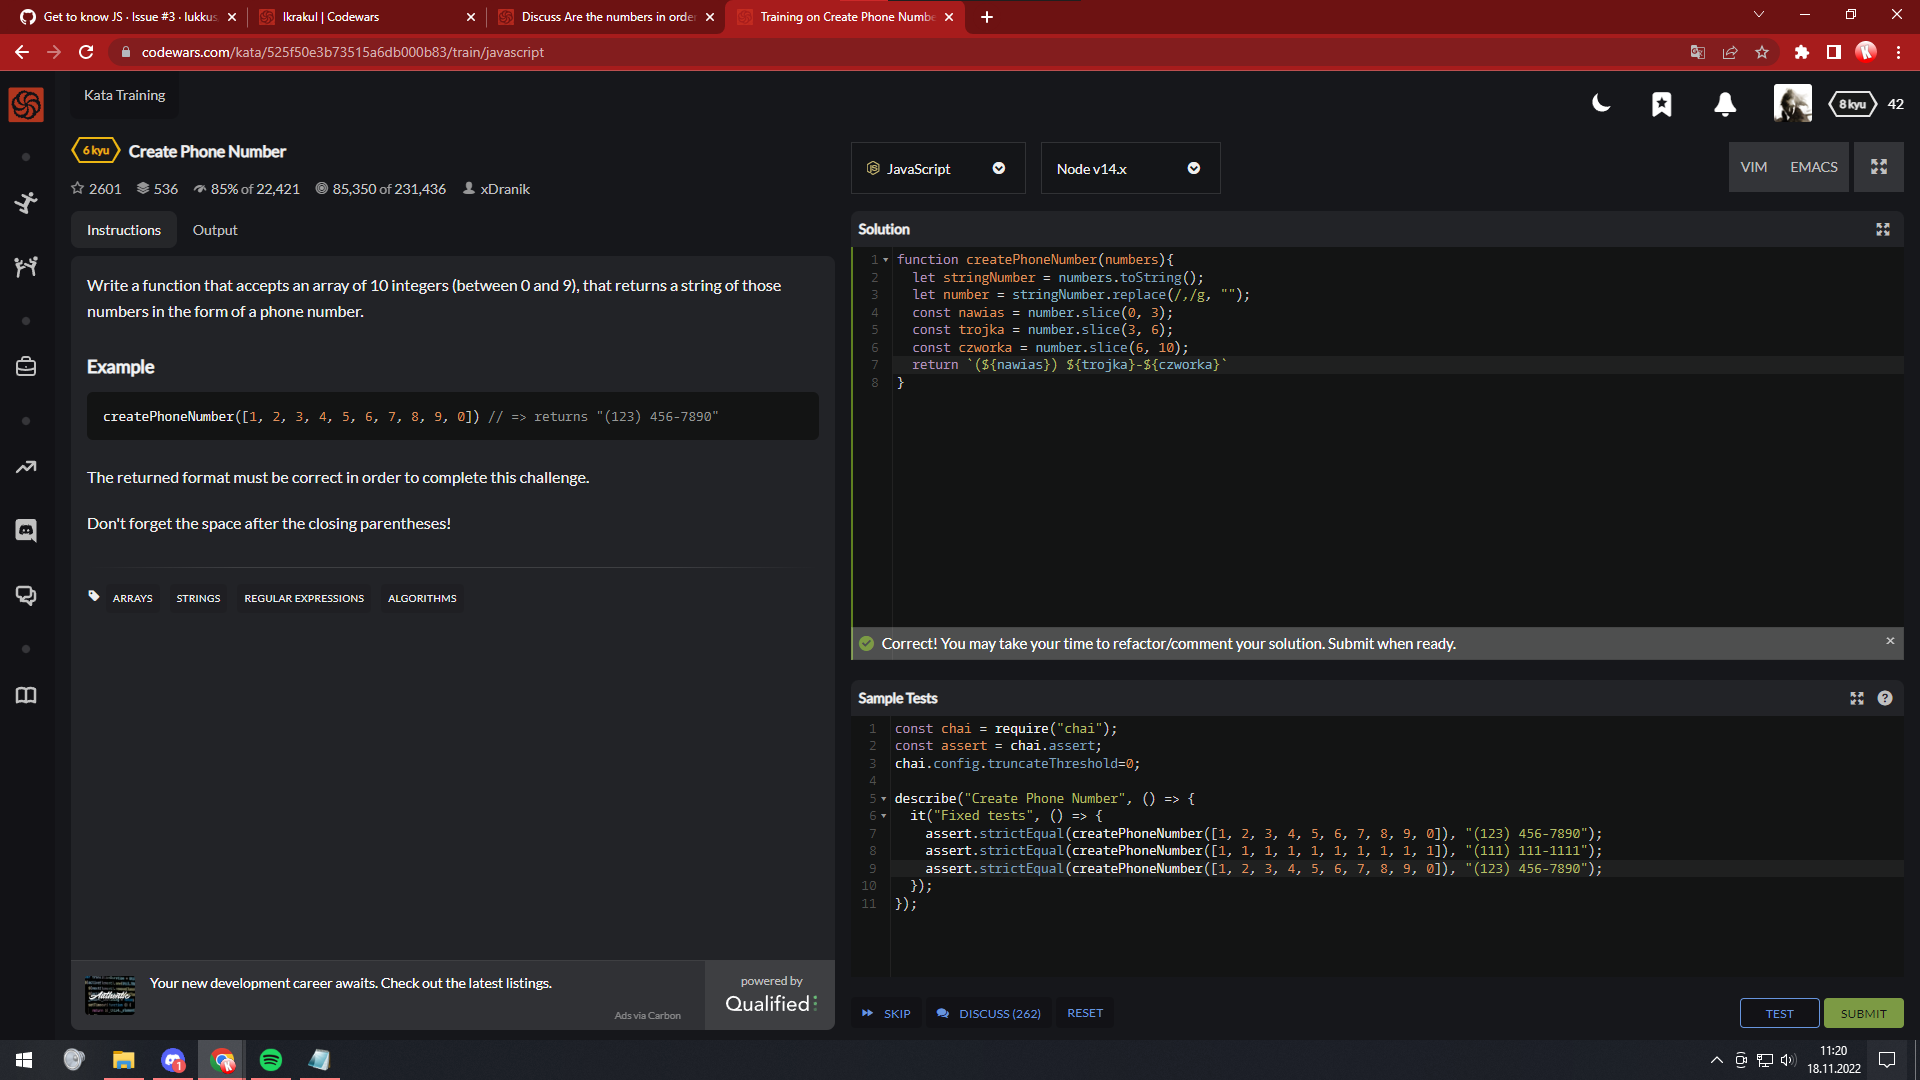 Get to know JS · Issue #3 · lukkus
Ikrakul | Codewars
Discuss Are the numbers in order
Training on Create Phone Numbe
codewars.com/kata/525f50e3b73515a6db000b83/train/javascript
Kata Training
8 kyu
42
6 kyu
Create Phone Number
2601
536
85% of 22,421
85,350 of 231,436
xDranik
JavaScript
Node v14.x
VIM
EMACS
Instructions
Output
Solution
Write a function that accepts an array of 10 integers (between 0 and 9), that returns a string of those
numbers in the form of a phone number.
Example
createPhoneNumber([1, 2, 3, 4, 5, 6, 7, 8, 9, 0]) // => returns "(123) 456-7890"
The returned format must be correct in order to complete this challenge.
Don't forget the space after the closing parentheses!
ARRAYS
STRINGS
REGULAR EXPRESSIONS
ALGORITHMS
1 function createPhoneNumber(numbers){
2 let stringNumber = numbers.toString();
3 let number = stringNumber.replace(/,/g, "");
4 const nawias = number.slice(0, 3);
5 const trojka = number.slice(3, 6);
6 const czworka = number.slice(6, 10);
7 return `(${nawias}) ${trojka}-${czworka}`
8 }
Correct! You may take your time to refactor/comment your solution. Submit when ready.
Sample Tests
1 const chai = require("chai");
2 const assert = chai.assert;
3 chai.config.truncateThreshold=0;
4
5 describe("Create Phone Number", () => {
6 it("Fixed tests", () => {
7 assert.strictEqual(createPhoneNumber([1, 2, 3, 4, 5, 6, 7, 8, 9, 0]), "(123) 456-7890");
8 assert.strictEqual(createPhoneNumber([1, 1, 1, 1, 1, 1, 1, 1, 1, 1]), "(111) 111-1111");
9 assert.strictEqual(createPhoneNumber([1, 2, 3, 4, 5, 6, 7, 8, 9, 0]), "(123) 456-7890");
10 });
11 });
Authentic
Your new development career awaits. Check out the latest listings.
Ads via Carbon
powered by
Qualified
SKIP
DISCUSS (262)
RESET
TEST
SUBMIT
1
11:20
18.11.2022